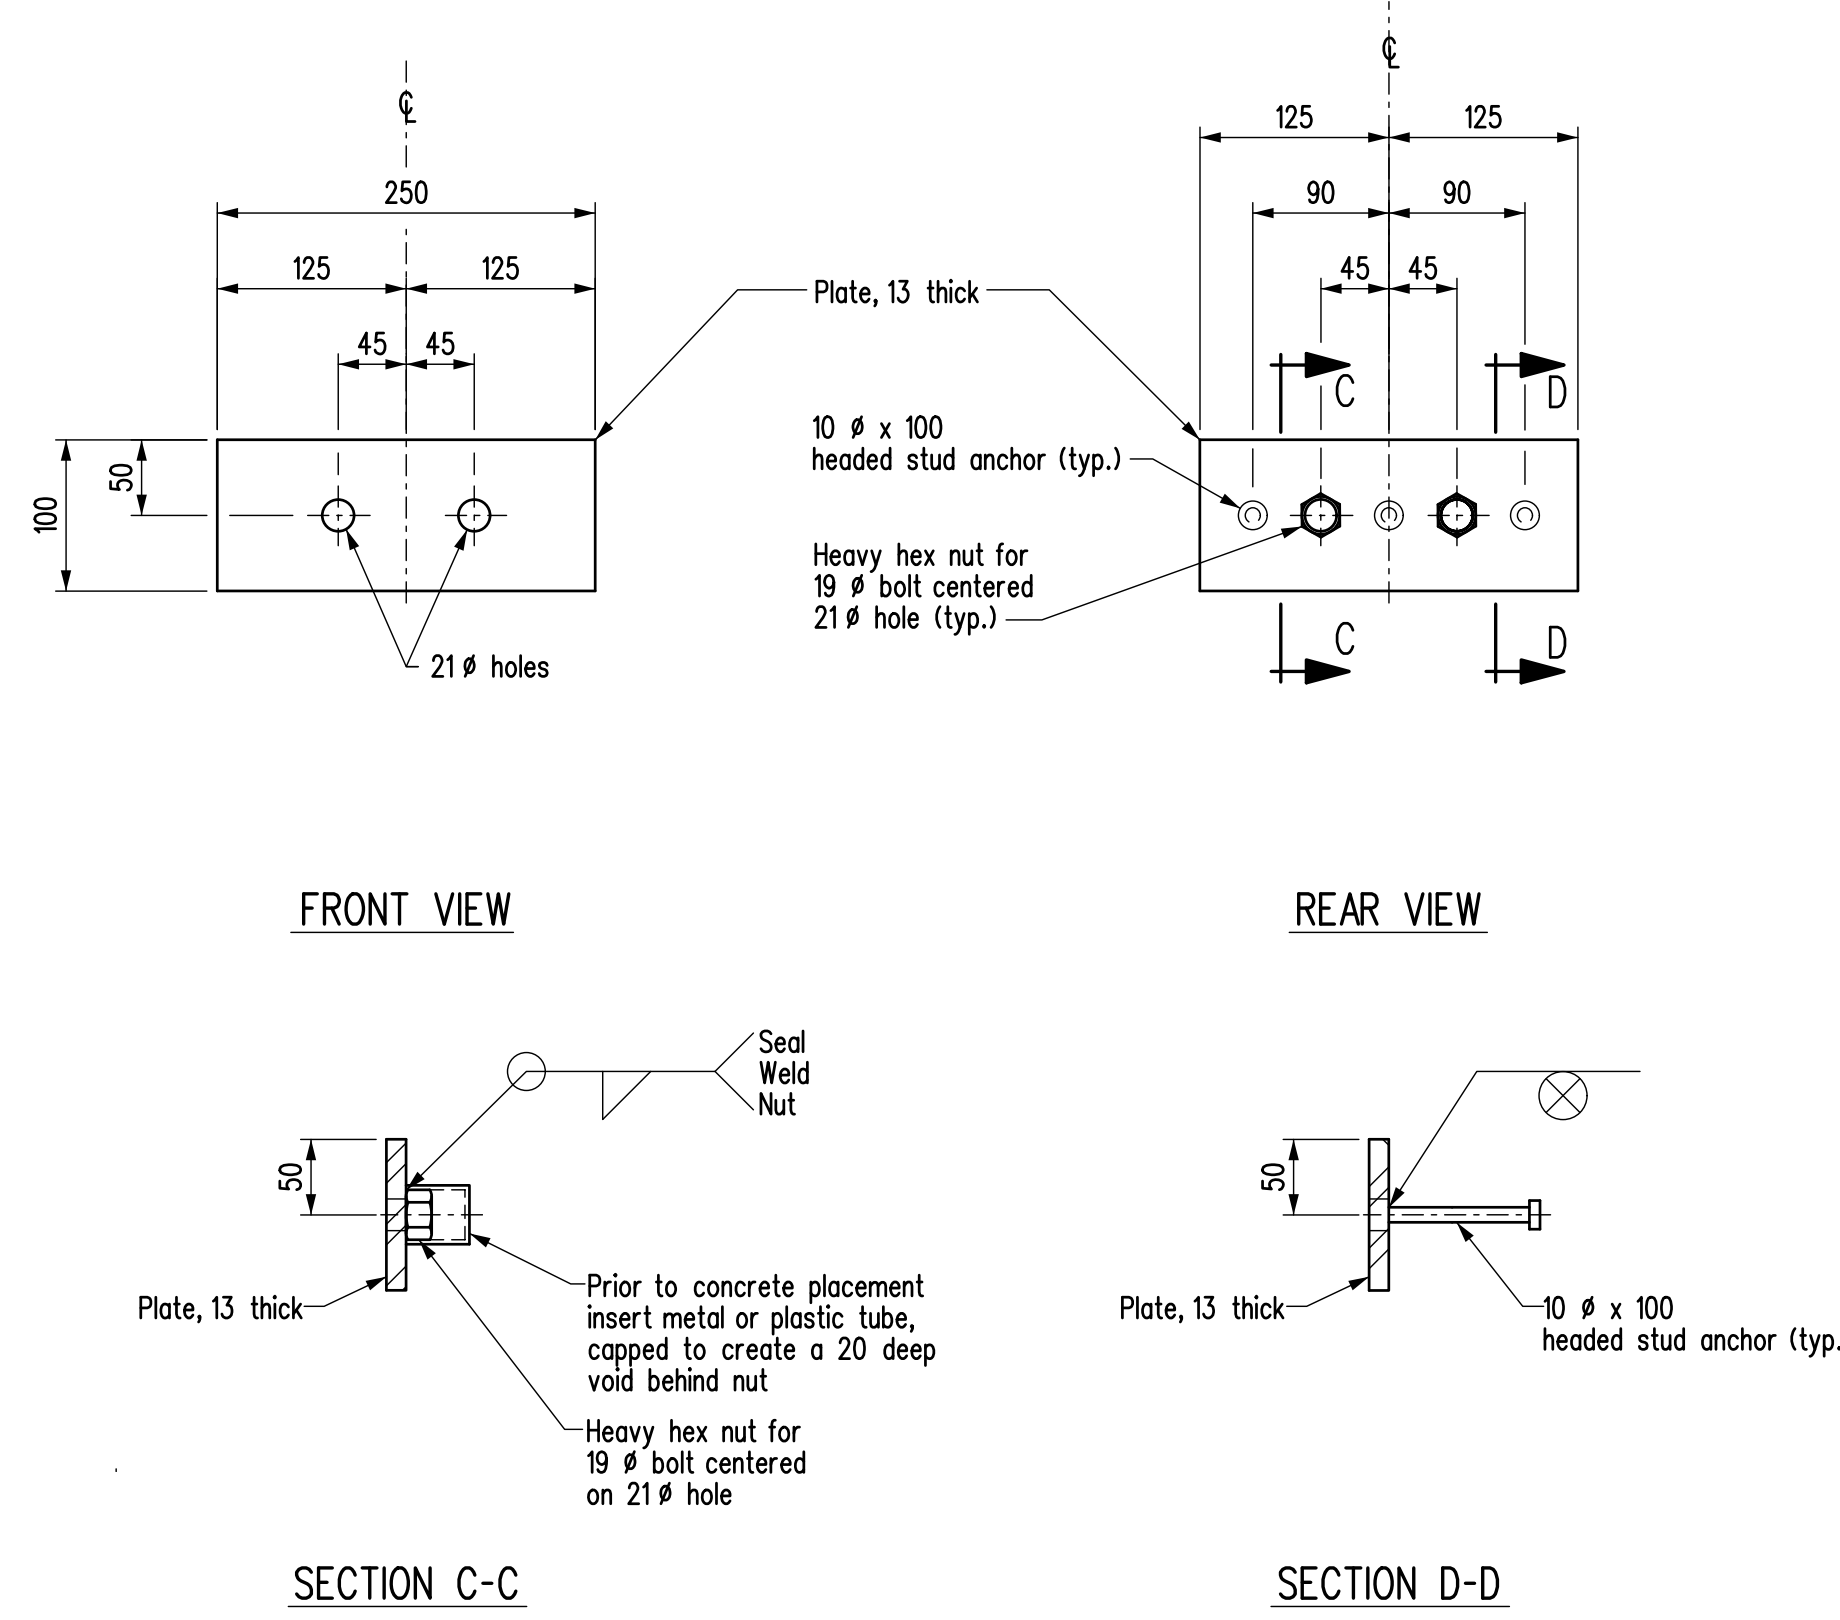 ℄
250
125 125
45 45
50
100
21 ø holes
FRONT VIEW
Plate, 13 thick
10 ø x 100
headed stud anchor (typ.)
Heavy hex nut for
19 ø bolt centered
21 ø hole (typ.)
℄
125 125
90 90
45 45
C D
C D
REAR VIEW
Seal
Weld
Nut
50
Plate, 13 thick
Prior to concrete placement
insert metal or plastic tube,
capped to create a 20 deep
void behind nut
Heavy hex nut for
19 ø bolt centered
on 21 ø hole
SECTION C-C
50
Plate, 13 thick
10 ø x 100
headed stud anchor (typ.
SECTION D-D